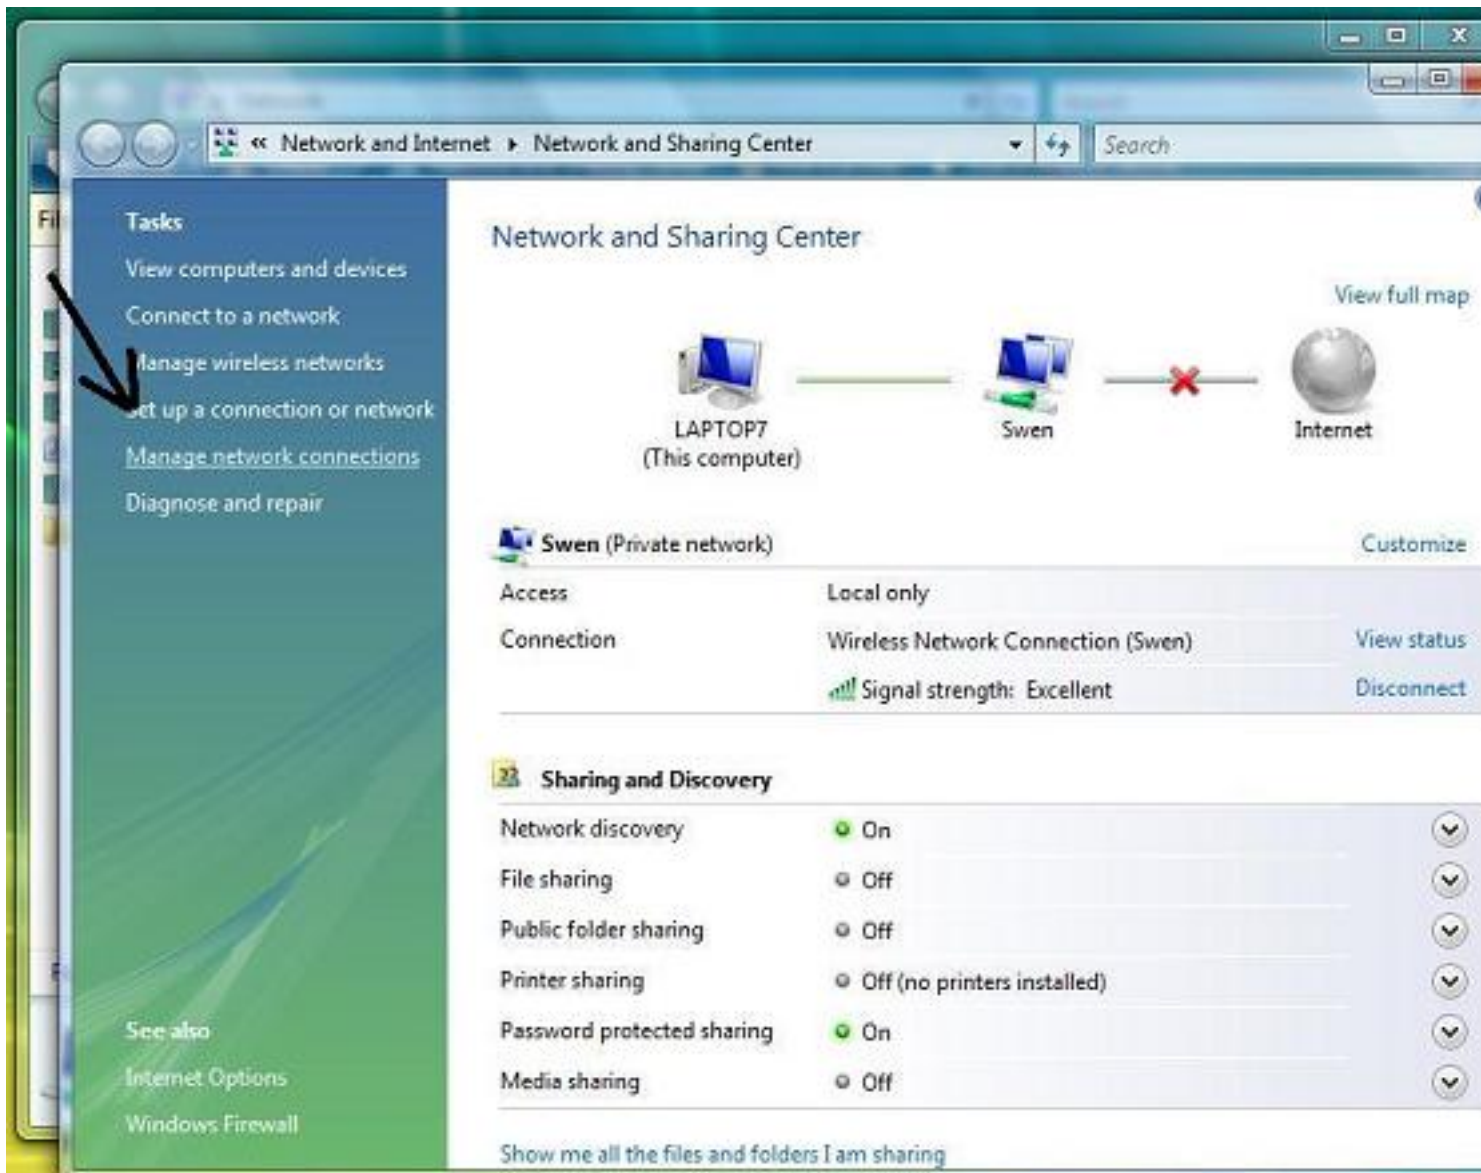 « Network and Internet ▸ Network and Sharing Center
Search
Fil
Tasks
View computers and devices
Connect to a network
Manage wireless networks
Set up a connection or network
Manage network connections
Diagnose and repair
See also
Internet Options
Windows Firewall
Network and Sharing Center
View full map
LAPTOP7
(This computer)
Swen
Internet
Swen (Private network)
Customize
Access Local only
Connection Wireless Network Connection (Swen) View status
Signal strength: Excellent Disconnect
Sharing and Discovery
Network discovery On
File sharing Off
Public folder sharing Off
Printer sharing Off (no printers installed)
Password protected sharing On
Media sharing Off
Show me all the files and folders I am sharing